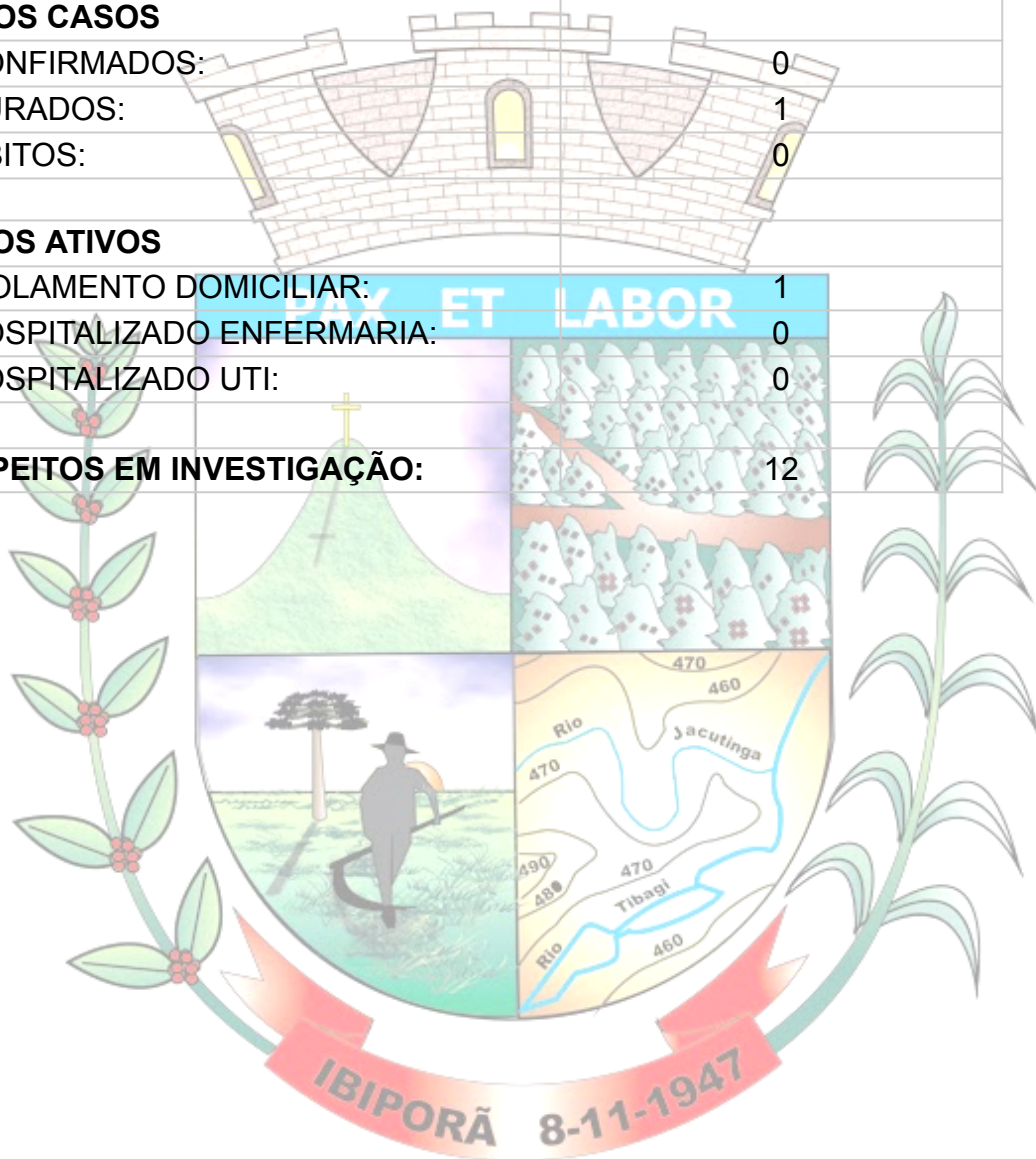 OS CASOS
ONFIRMADOS: 0
URADOS: 1
BITOS: 0
OS ATIVOS
OLAMENTO DOMICILIAR: 1
OSPITALIZADO ENFERMARIA: 0
OSPITALIZADO UTI: 0
PEITOS EM INVESTIGAÇÃO: 12
PAX ET LABOR
470
460
Rio Jacutinga
470
490
480
470
Rio Tibagi
460
IBIPORÃ 8-11-1947